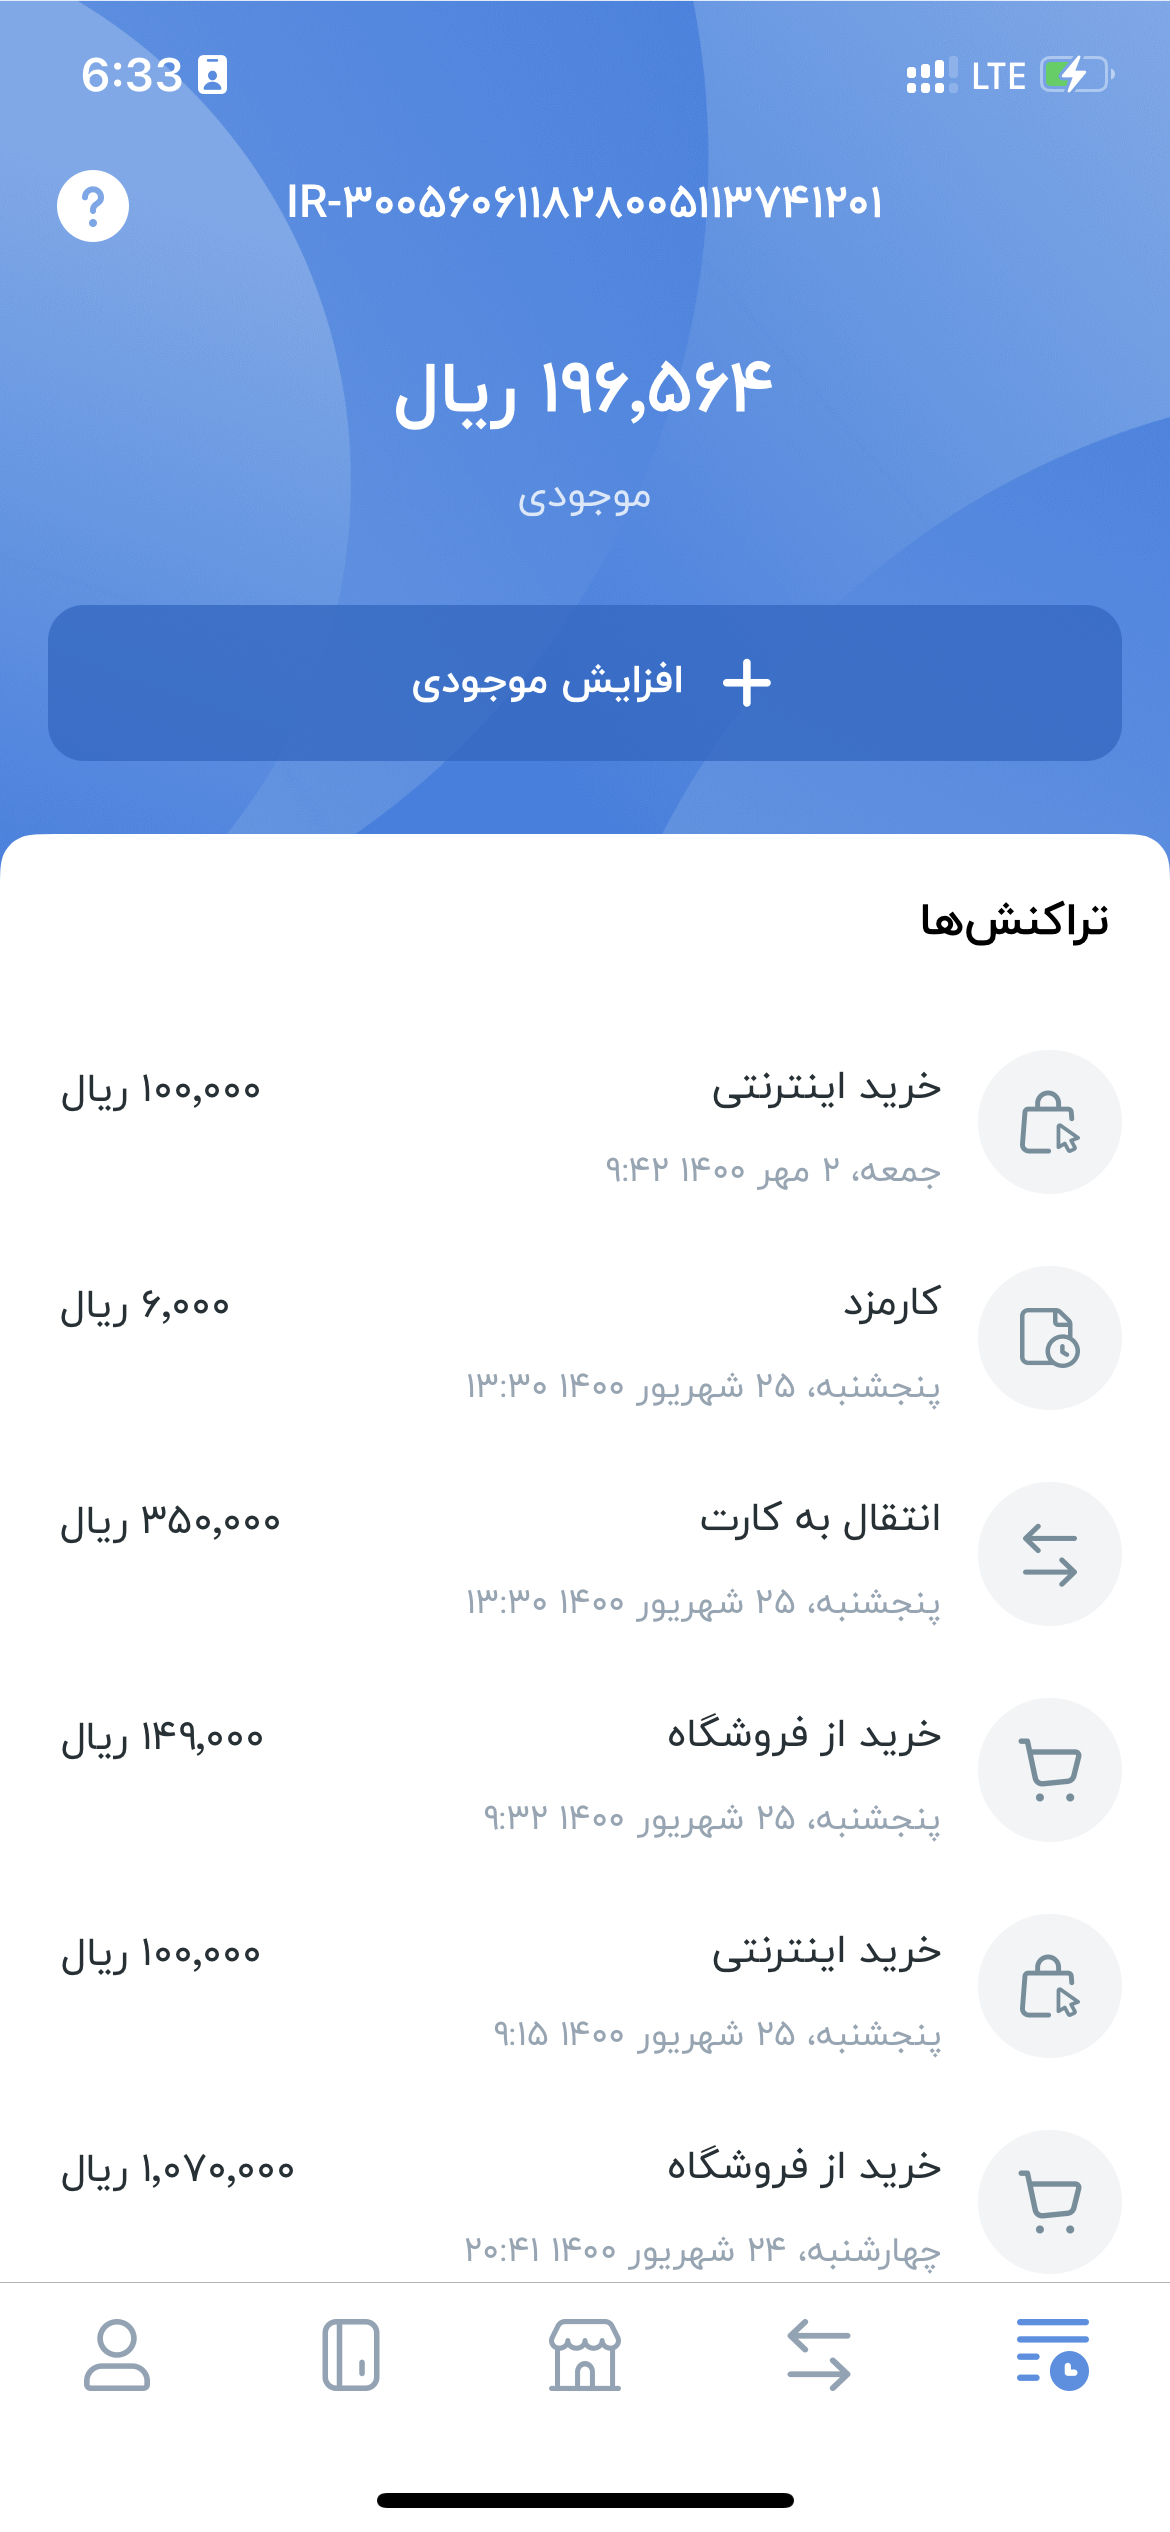 6:33
LTE
IR-۳۰۰۵۶۰۶۱۱۸۲۸۰۰۵۱۱۳۷۴۱۲۰۱
۱۹۶,۵۶۴ ریال
موجودی
افزایش موجودی
تراکنش‌ها
خرید اینترنتی
۱۰۰,۰۰۰ ریال
جمعه، ۲ مهر ۱۴۰۰ ۹:۴۲
کارمزد
۶,۰۰۰ ریال
پنجشنبه، ۲۵ شهریور ۱۴۰۰ ۱۳:۳۰
انتقال به کارت
۳۵۰,۰۰۰ ریال
پنجشنبه، ۲۵ شهریور ۱۴۰۰ ۱۳:۳۰
خرید از فروشگاه
۱۴۹,۰۰۰ ریال
پنجشنبه، ۲۵ شهریور ۱۴۰۰ ۹:۳۲
خرید اینترنتی
۱۰۰,۰۰۰ ریال
پنجشنبه، ۲۵ شهریور ۱۴۰۰ ۹:۱۵
خرید از فروشگاه
۱,۰۷۰,۰۰۰ ریال
چهارشنبه، ۲۴ شهریور ۱۴۰۰ ۲۰:۴۱